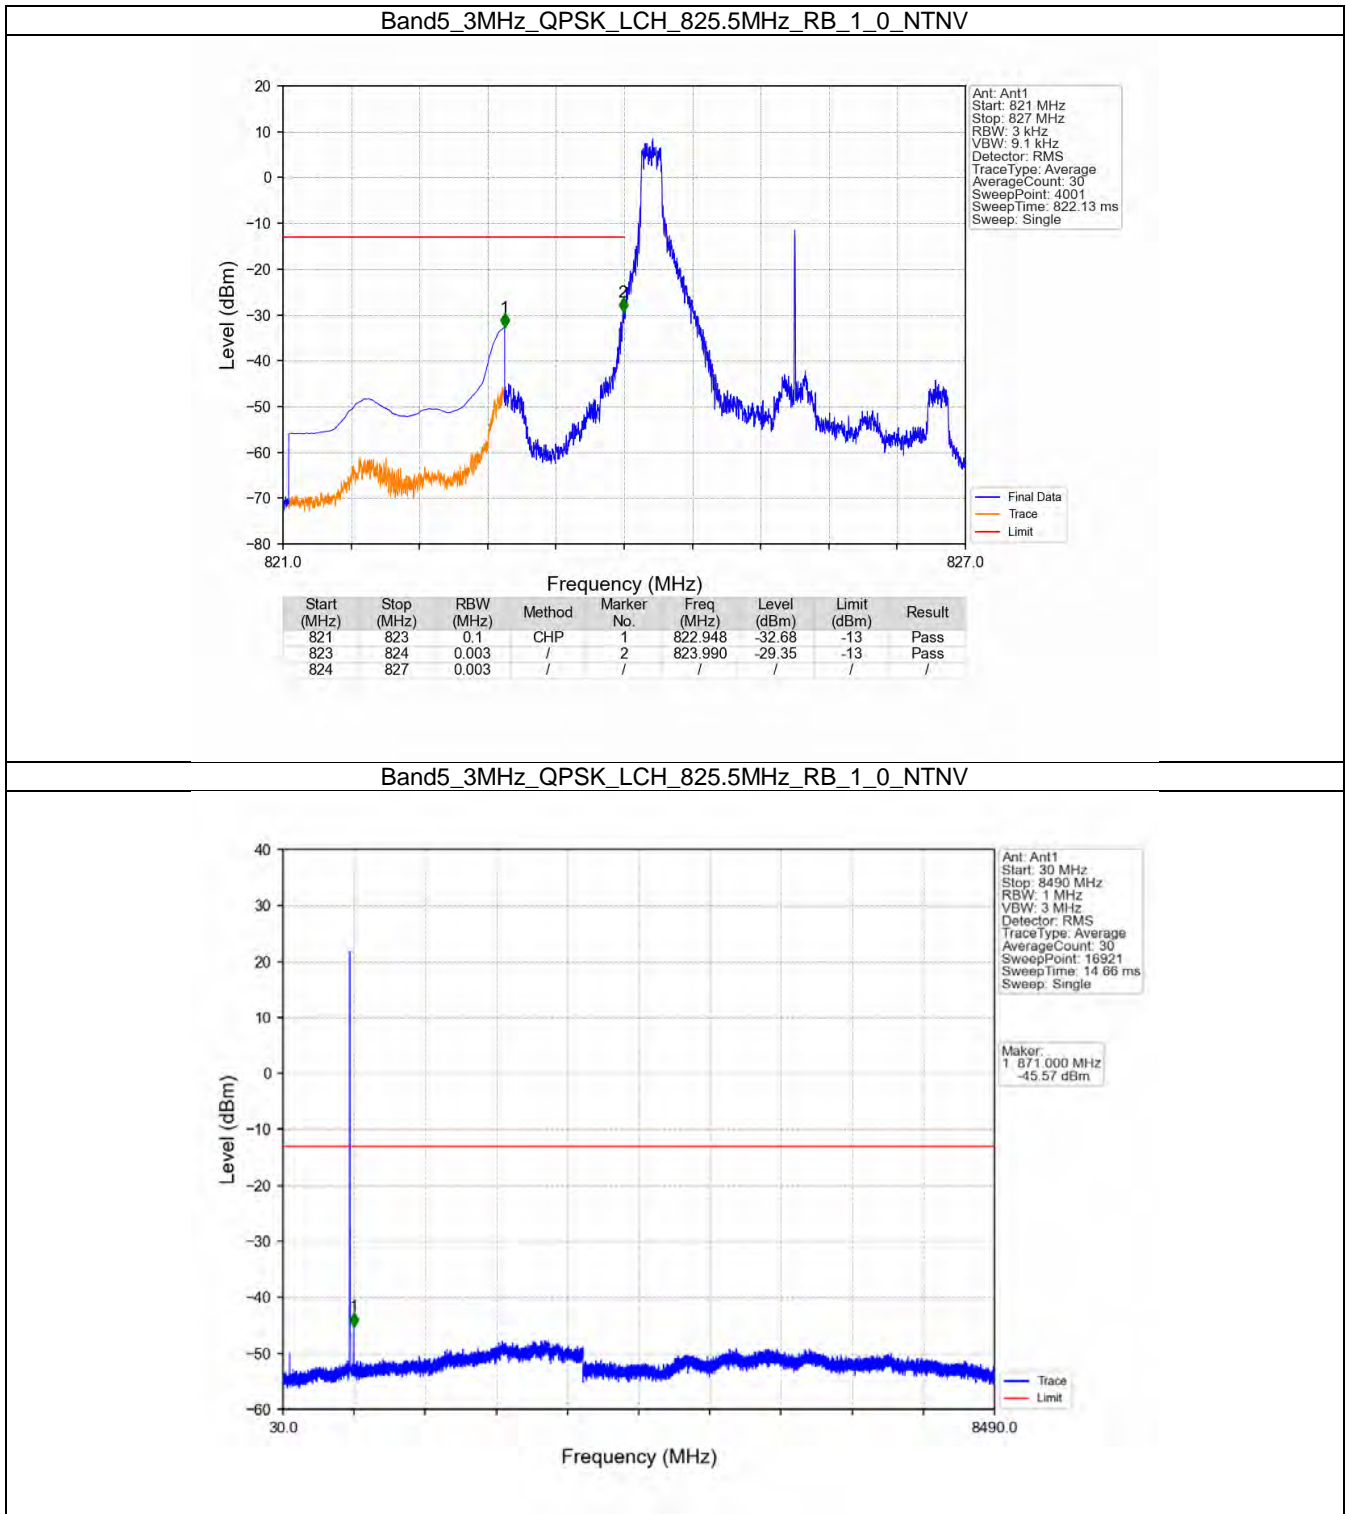 Band5_3MHz_QPSK_LCH_825.5MHz_RB_1_0_NTNV
Ant: Ant1
Start: 821 MHz
Stop: 827 MHz
RBW: 3 kHz
VBW: 9.1 kHz
Detector: RMS
TraceType: Average
AverageCount: 30
SweepPoint: 4001
SweepTime: 822.13 ms
Sweep: Single
20
10
0
−10
−20
−30
−40
−50
−60
−70
−80
Level (dBm)
1
2
Final Data
Trace
Limit
821.0 827.0
Frequency (MHz)
Start (MHz) Stop (MHz) RBW (MHz) Method Marker No. Freq (MHz) Level (dBm) Limit (dBm) Result
821 823 0.1 CHP 1 822.948 -32.68 -13 Pass
823 824 0.003 / 2 823.990 -29.35 -13 Pass
824 827 0.003 / / / / / /
Band5_3MHz_QPSK_LCH_825.5MHz_RB_1_0_NTNV
Ant: Ant1
Start: 30 MHz
Stop: 8490 MHz
RBW: 1 MHz
VBW: 3 MHz
Detector: RMS
TraceType: Average
AverageCount: 30
SweepPoint: 16921
SweepTime: 14.66 ms
Sweep: Single
Maker:
1 871.000 MHz
-45.57 dBm
40
30
20
10
0
−10
−20
−30
−40
−50
−60
Level (dBm)
1
Trace
Limit
30.0 8490.0
Frequency (MHz)